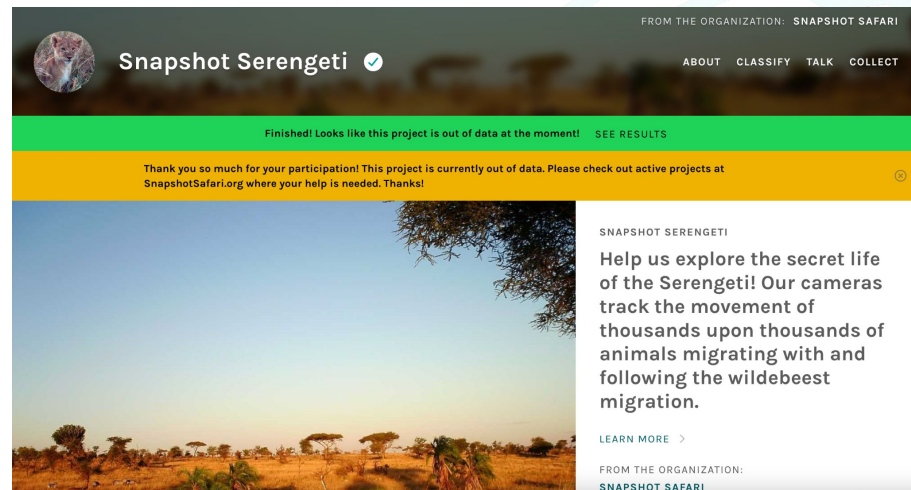 FROM THE ORGANIZATION: SNAPSHOT SAFARI
Snapshot Serengeti
ABOUT CLASSIFY TALK COLLECT
Finished! Looks like this project is out of data at the moment! SEE RESULTS
Thank you so much for your participation! This project is currently out of data. Please check out active projects at
SnapshotSafari.org where your help is needed. Thanks!
SNAPSHOT SERENGETI
Help us explore the secret life
of the Serengeti! Our cameras
track the movement of
thousands upon thousands of
animals migrating with and
following the wildebeest
migration.
LEARN MORE >
FROM THE ORGANIZATION:
SNAPSHOT SAFARI